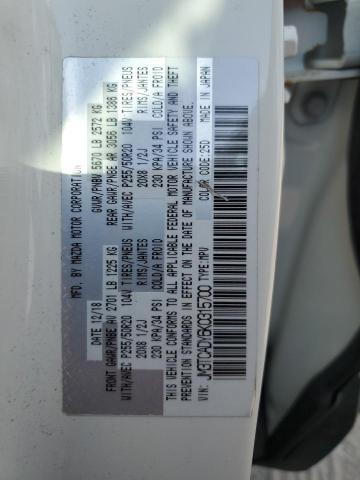 MFD. BY MAZDA MOTOR CORPORATION
DATE: 12/18 GVWR/PNBV 5670 LB 2572 KG
FRONT GAWR/PNBE AV 2701 LB 1225 KG REAR GAWR/PNBE AR 3056 LB 1386 KG
WITH/AVEC P255/50R20 104V TIRES/PNEUS WITH/AVEC P255/50R20 104V TIRES/PNEUS
20X8 1/2J RIMS/JANTES 20X8 1/2J RIMS/JANTES
230 KPA/34 PSI COLD/A FROID 230 KPA/34 PSI COLD/A FROID
THIS VEHICLE CONFORMS TO ALL APPLICABLE FEDERAL MOTOR VEHICLE SAFETY AND THEFT
PREVENTION STANDARDS IN EFFECT ON THE DATE OF MANUFACTURE SHOWN ABOVE.
VIN: JM3TCADYXK0315700 TYPE: MPV COLOR CODE: 25D MADE IN JAPAN